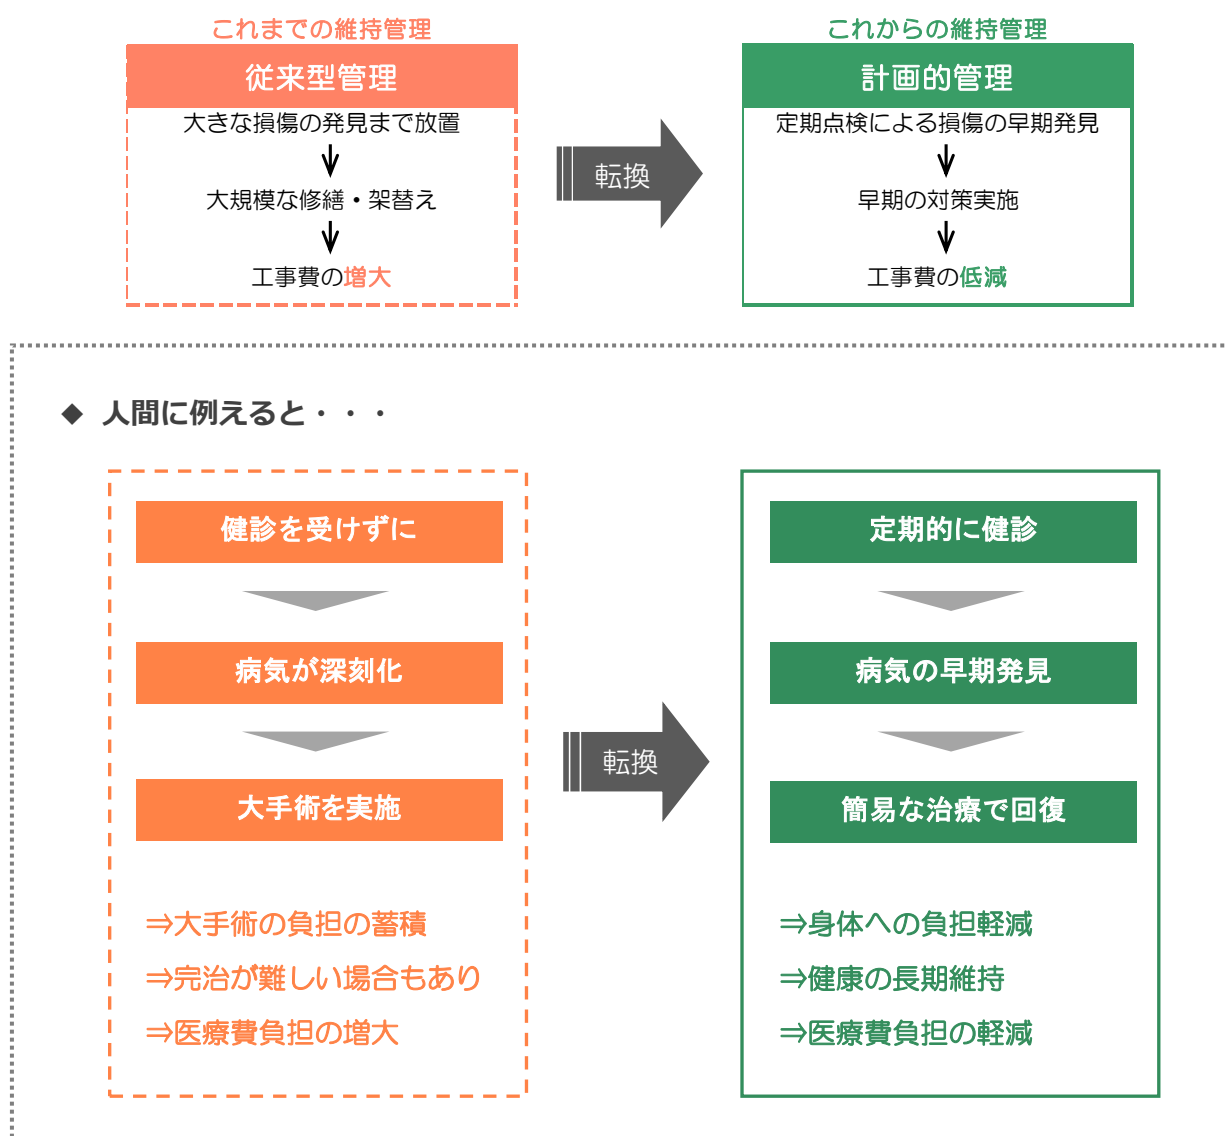 これまでの維持管理
従来型管理
大きな損傷の発見まで放置
大規模な修繕・架替え
工事費の増大
転換
これからの維持管理
計画的管理
定期点検による損傷の早期発見
早期の対策実施
工事費の低減
◆ 人間に例えると・・・
健診を受けずに
病気が深刻化
大手術を実施
⇒大手術の負担の蓄積
⇒完治が難しい場合もあり
⇒医療費負担の増大
転換
定期的に健診
病気の早期発見
簡易な治療で回復
⇒身体への負担軽減
⇒健康の長期維持
⇒医療費負担の軽減